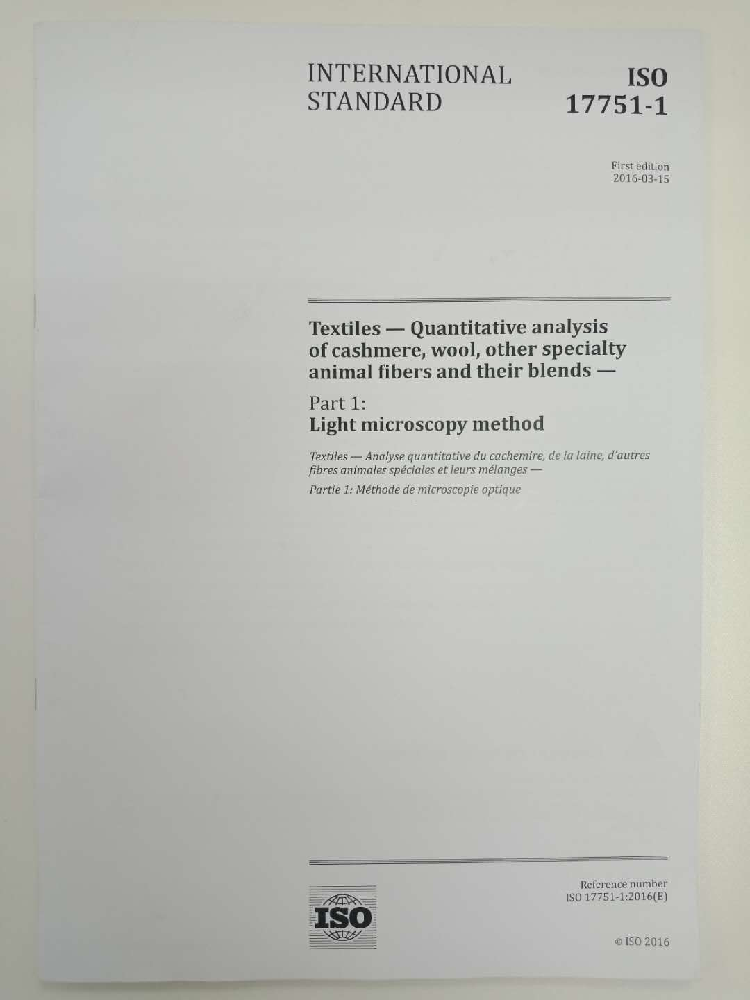 INTERNATIONAL
STANDARD
ISO
17751-1
First edition
2016-03-15
Textiles — Quantitative analysis
of cashmere, wool, other specialty
animal fibers and their blends —
Part 1:
Light microscopy method
Textiles — Analyse quantitative du cachemire, de la laine, d'autres
fibres animales spéciales et leurs mélanges —
Partie 1: Méthode de microscopie optique
ISO
Reference number
ISO 17751-1:2016(E)
© ISO 2016